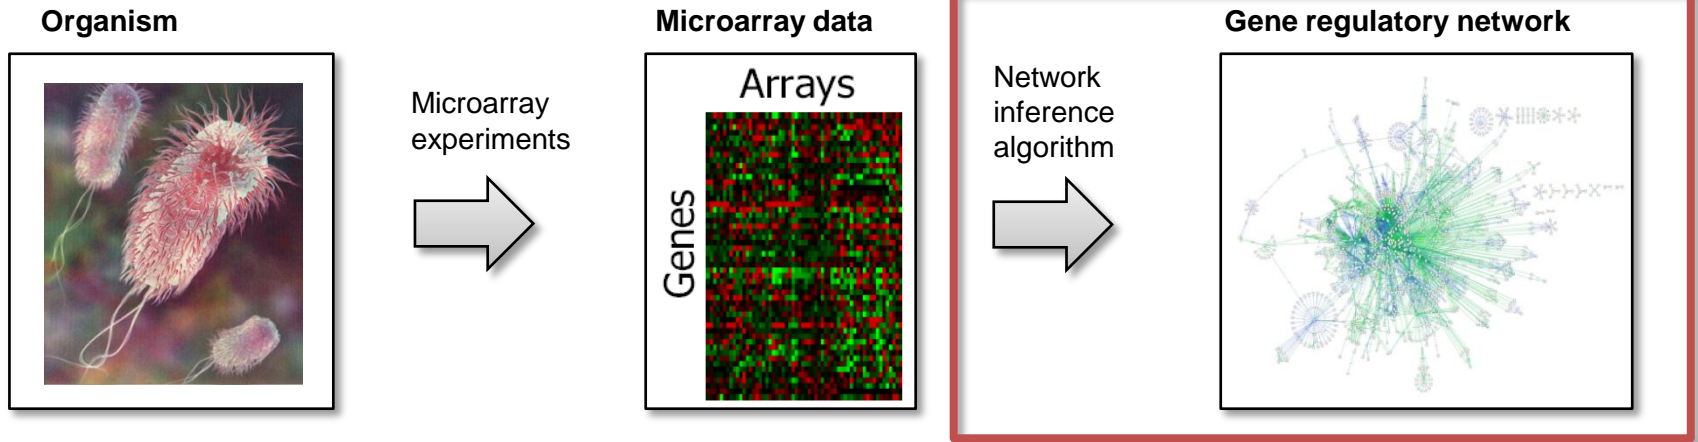 Organism
Microarray
experiments
Microarray data
Arrays
Genes
Network
inference
algorithm
Gene regulatory network